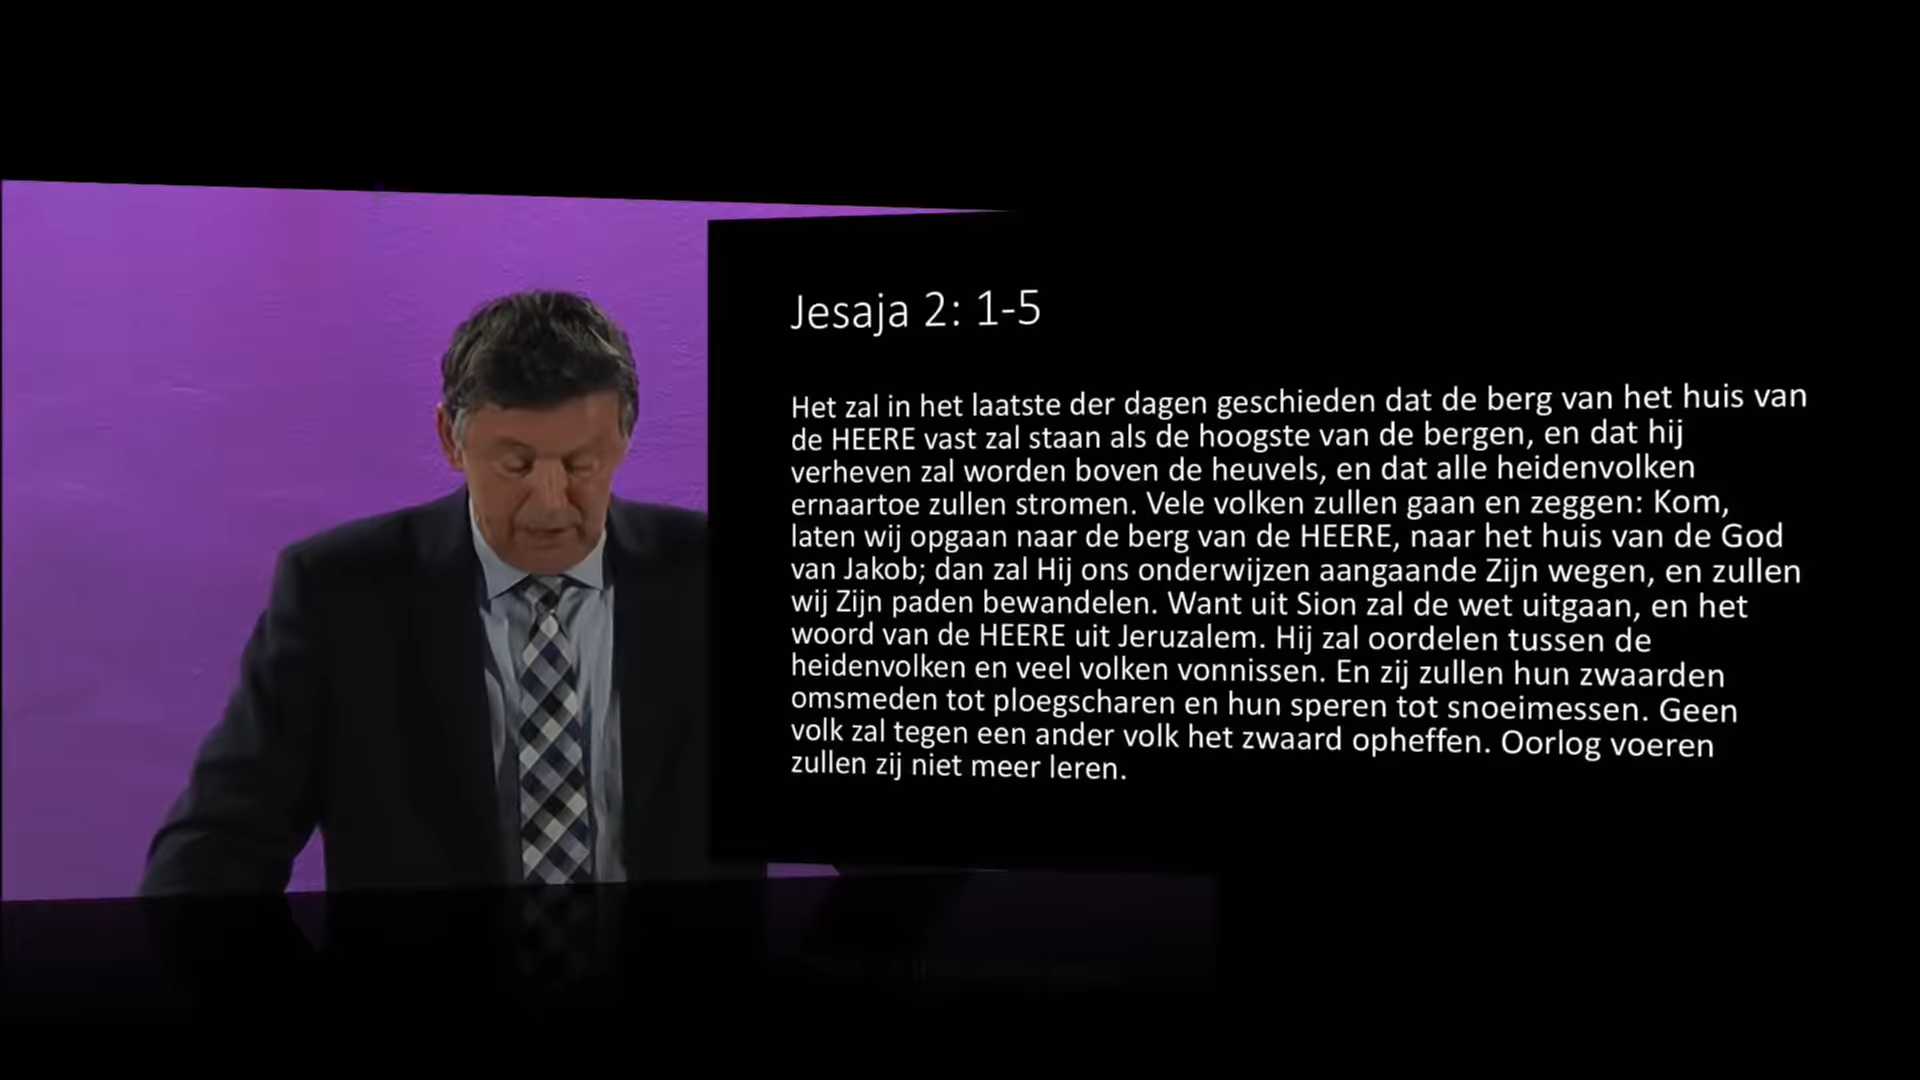 Jesaja 2: 1-5
Het zal in het laatste der dagen geschieden dat de berg van het huis van
de HEERE vast zal staan als de hoogste van de bergen, en dat hij
verheven zal worden boven de heuvels, en dat alle heidenvolken
ernaartoe zullen stromen. Vele volken zullen gaan en zeggen: Kom,
laten wij opgaan naar de berg van de HEERE, naar het huis van de God
van Jakob; dan zal Hij ons onderwijzen aangaande Zijn wegen, en zullen
wij Zijn paden bewandelen. Want uit Sion zal de wet uitgaan, en het
woord van de HEERE uit Jeruzalem. Hij zal oordelen tussen de
heidenvolken en veel volken vonnissen. En zij zullen hun zwaarden
omsmeden tot ploegscharen en hun speren tot snoeimessen. Geen
volk zal tegen een ander volk het zwaard opheffen. Oorlog voeren
zullen zij niet meer leren.